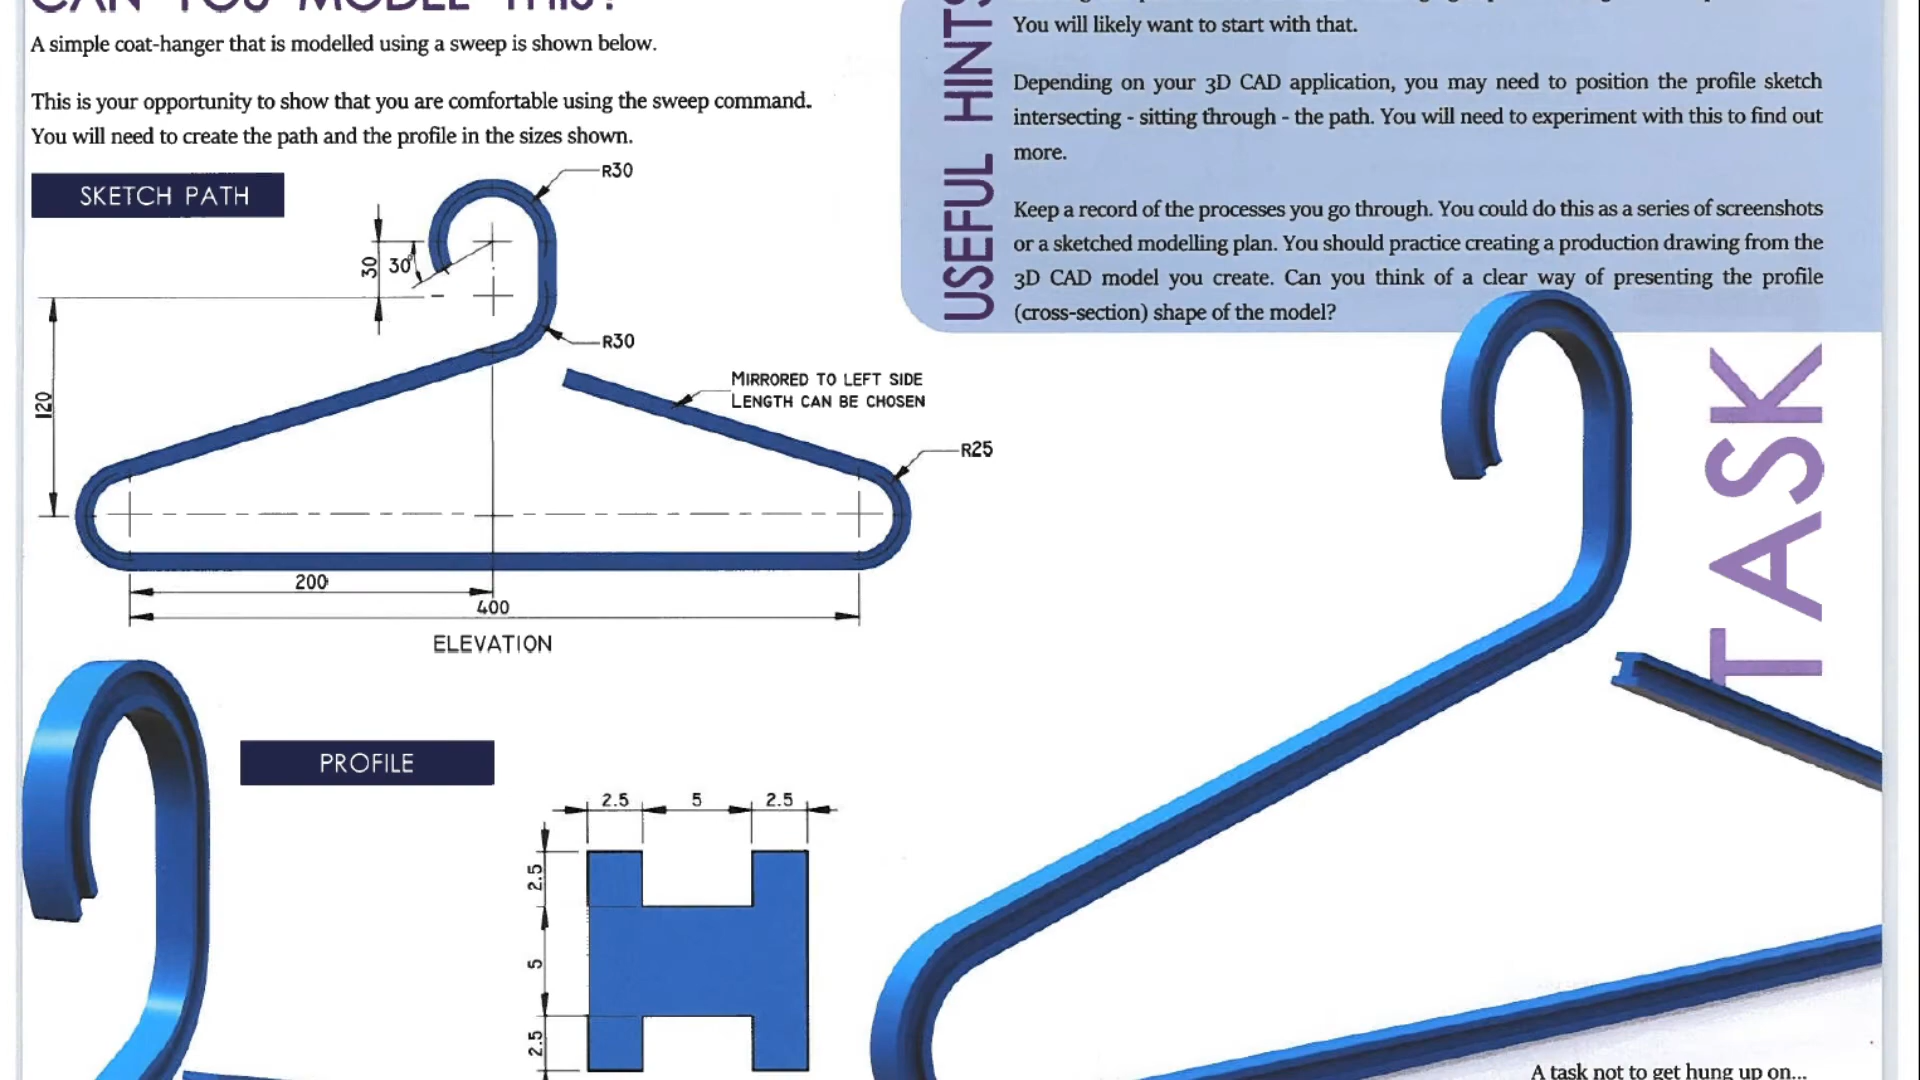 CAN YOU MODEL THIS?
A simple coat-hanger that is modelled using a sweep is shown below.
This is your opportunity to show that you are comfortable using the sweep command.
You will need to create the path and the profile in the sizes shown.
SKETCH PATH
R30
30
30°
R30
120
MIRRORED TO LEFT SIDE
LENGTH CAN BE CHOSEN
R25
200
400
ELEVATION
PROFILE
2.5
5
2.5
2.5
5
2.5
USEFUL HINTS
You will likely want to start with that.
Depending on your 3D CAD application, you may need to position the profile sketch
intersecting - sitting through - the path. You will need to experiment with this to find out
more.
Keep a record of the processes you go through. You could do this as a series of screenshots
or a sketched modelling plan. You should practice creating a production drawing from the
3D CAD model you create. Can you think of a clear way of presenting the profile
(cross-section) shape of the model?
TASK
A task not to get hung up on...